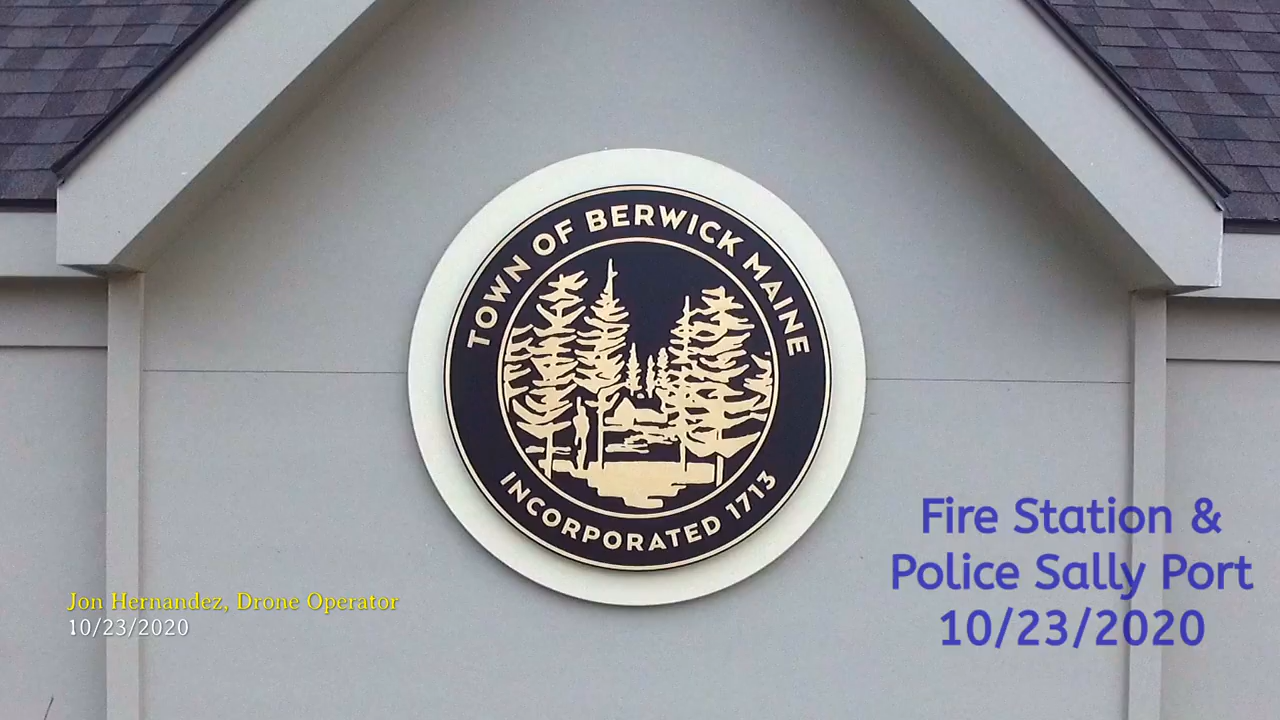 TOWN OF BERWICK MAINE
INCORPORATED 1713
Fire Station &
Police Sally Port
10/23/2020
Jon Hernandez, Drone Operator
10/23/2020